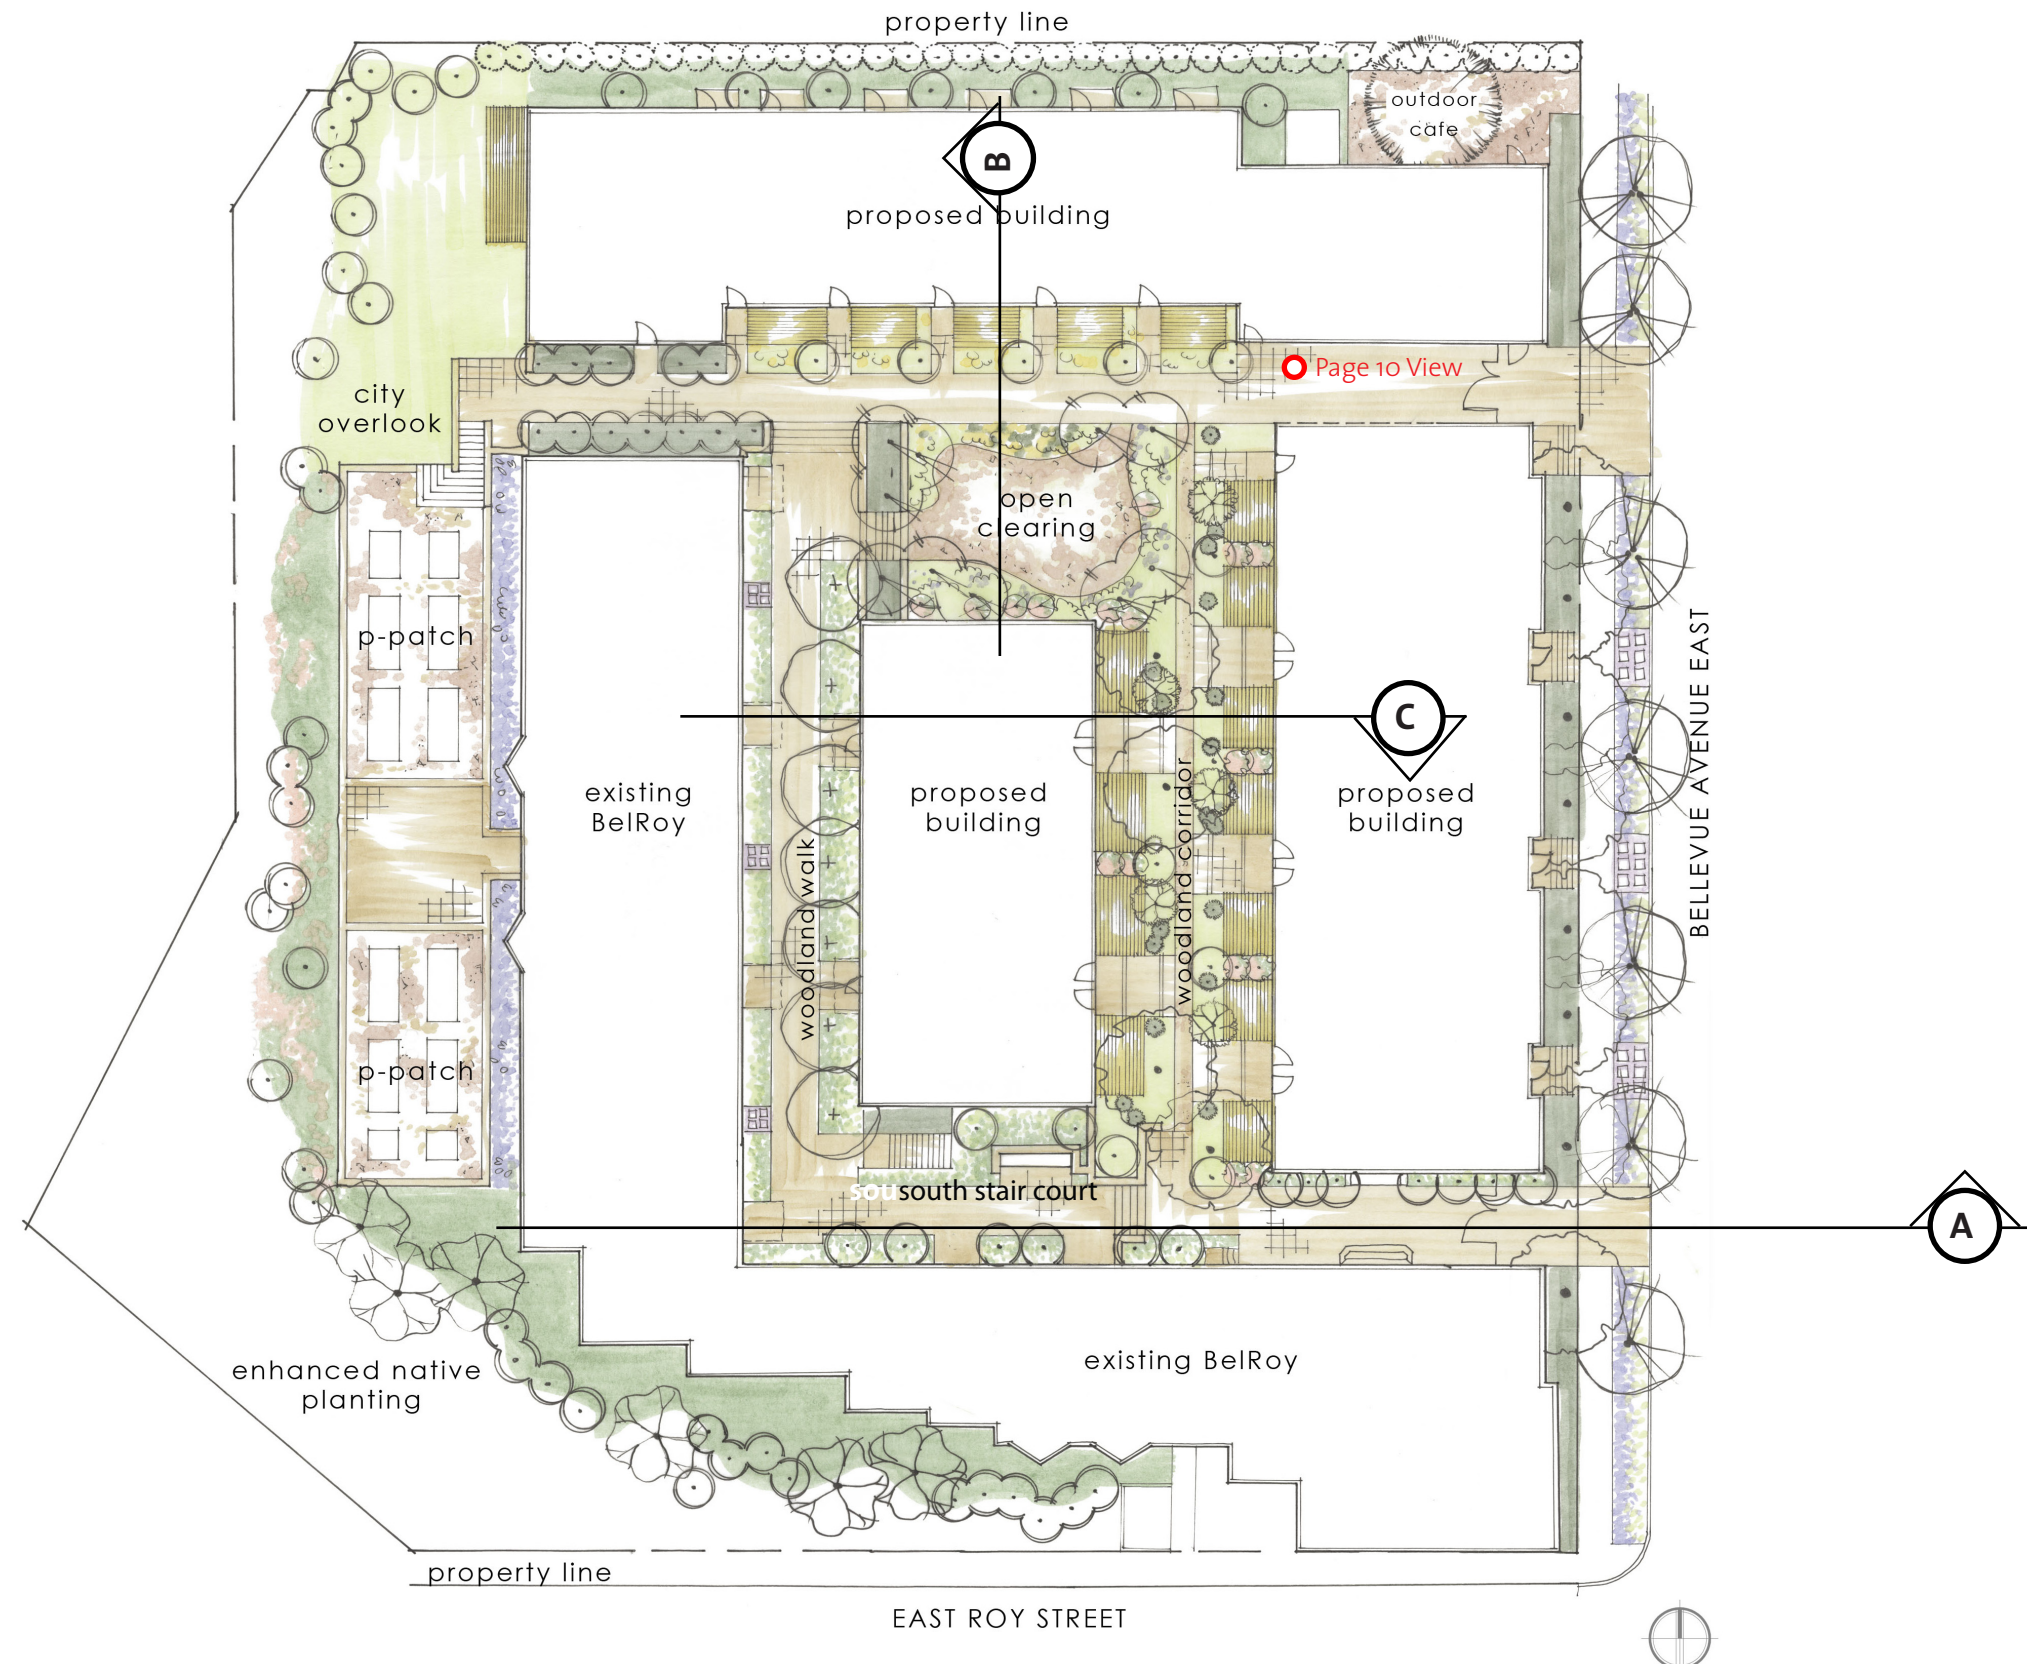 property line
outdoor
cafe
B
proposed building
Page 10 View
city
overlook
open
clearing
p-patch
BELLEVUE AVENUE EAST
C
existing
BelRoy
proposed
building
proposed
building
woodland walk
woodland corridor
p-patch
sousouth stair court
A
enhanced native
planting
existing BelRoy
property line
EAST ROY STREET